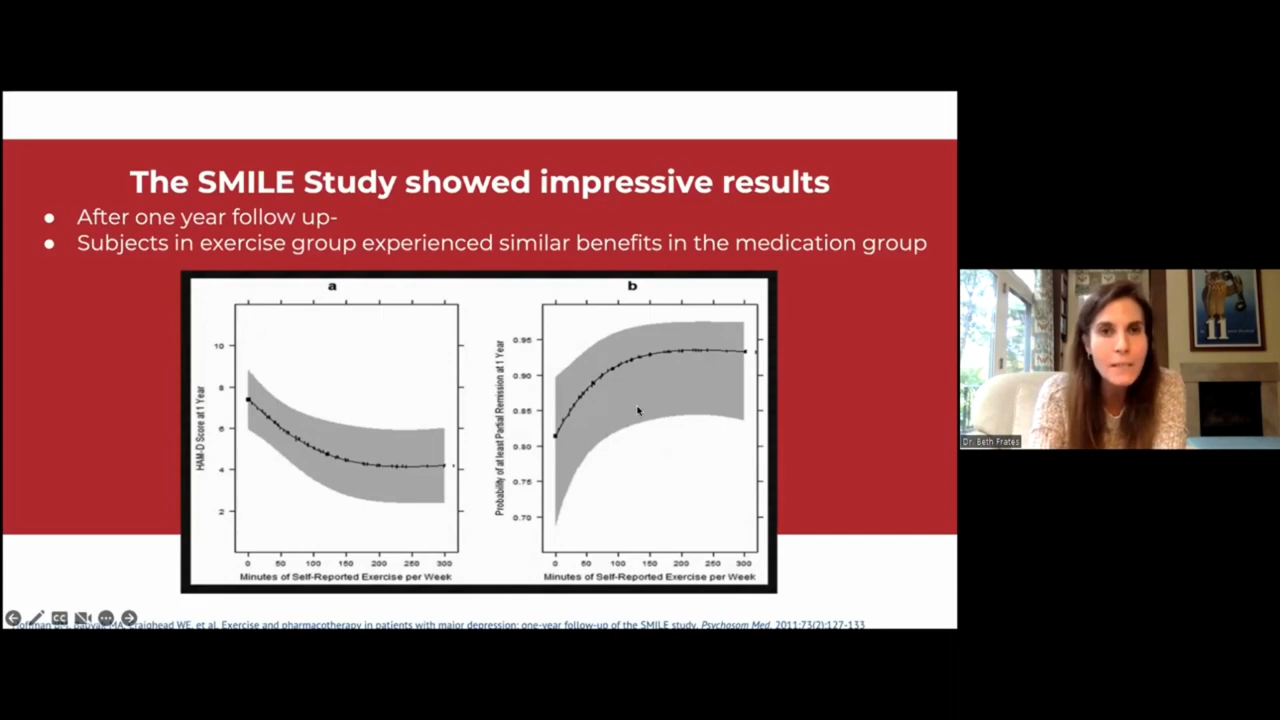 The SMILE Study showed impressive results
● After one year follow up-
● Subjects in exercise group experienced similar benefits in the medication group
a
b
HAM-D Score at 1 Year
10
8
6
4
2
0 50 100 150 200 250 300
Minutes of Self-Reported Exercise per Week
Probability of at least Partial Remission at 1 Year
0.95
0.90
0.85
0.80
0.75
0.70
0 50 100 150 200 250 300
Minutes of Self-Reported Exercise per Week
11
Dr. Beth Frates
CC
WE, et al. Exercise and pharmacotherapy in patients with major depression: one-year follow-up of the SMILE study. Psychosom Med. 2011;73(2):127-133